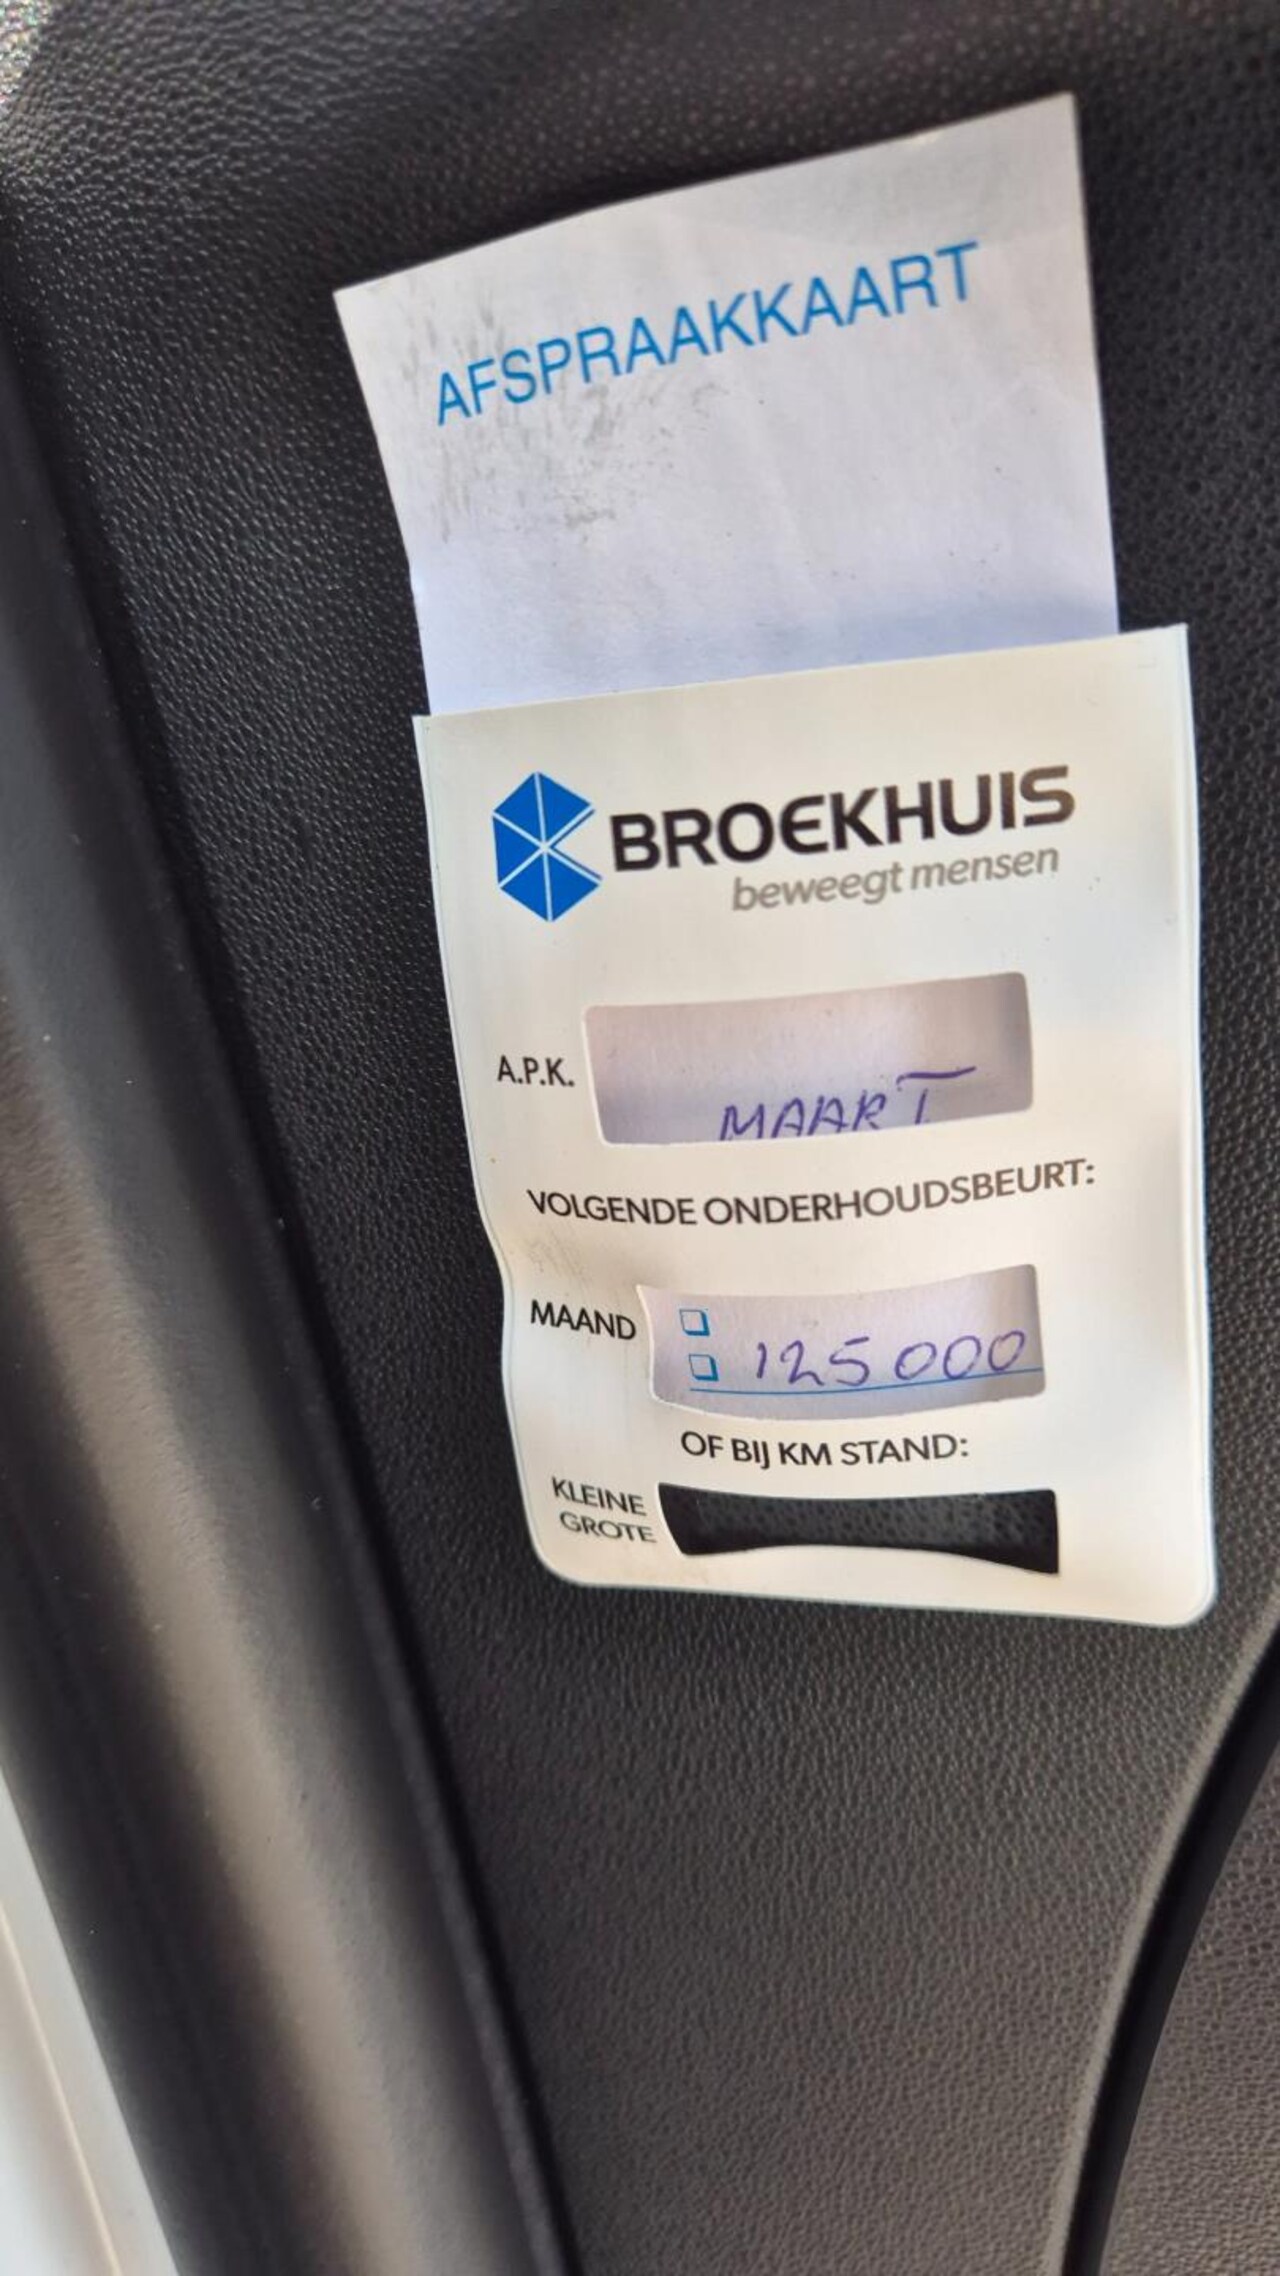 AFSPRAAKKAART
BROEKHUIS
beweegt mensen
A.P.K.
MAART
VOLGENDE ONDERHOUDSBEURT:
MAAND
125000
OF BIJ KM STAND:
KLEINE
GROTE